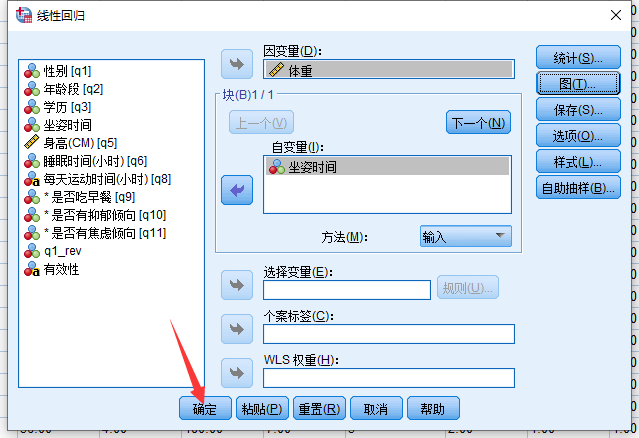 线性回归
因变量(D):
体重
性别 [q1]
年龄段 [q2]
学历 [q3]
坐姿时间
身高(CM) [q5]
睡眠时间(小时) [q6]
每天运动时间(小时) [q8]
* 是否吃早餐 [q9]
* 是否有抑郁倾向 [q10]
* 是否有焦虑倾向 [q11]
q1_rev
有效性
块(B)1 / 1
上一个(V)
下一个(N)
自变量(I):
坐姿时间
方法(M):
输入
选择变量(E):
规则(U)...
个案标签(C):
WLS 权重(H):
统计(S)...
图(T)...
保存(S)...
选项(O)...
样式(L)...
自助抽样(B)...
确定
粘贴(P)
重置(R)
取消
帮助